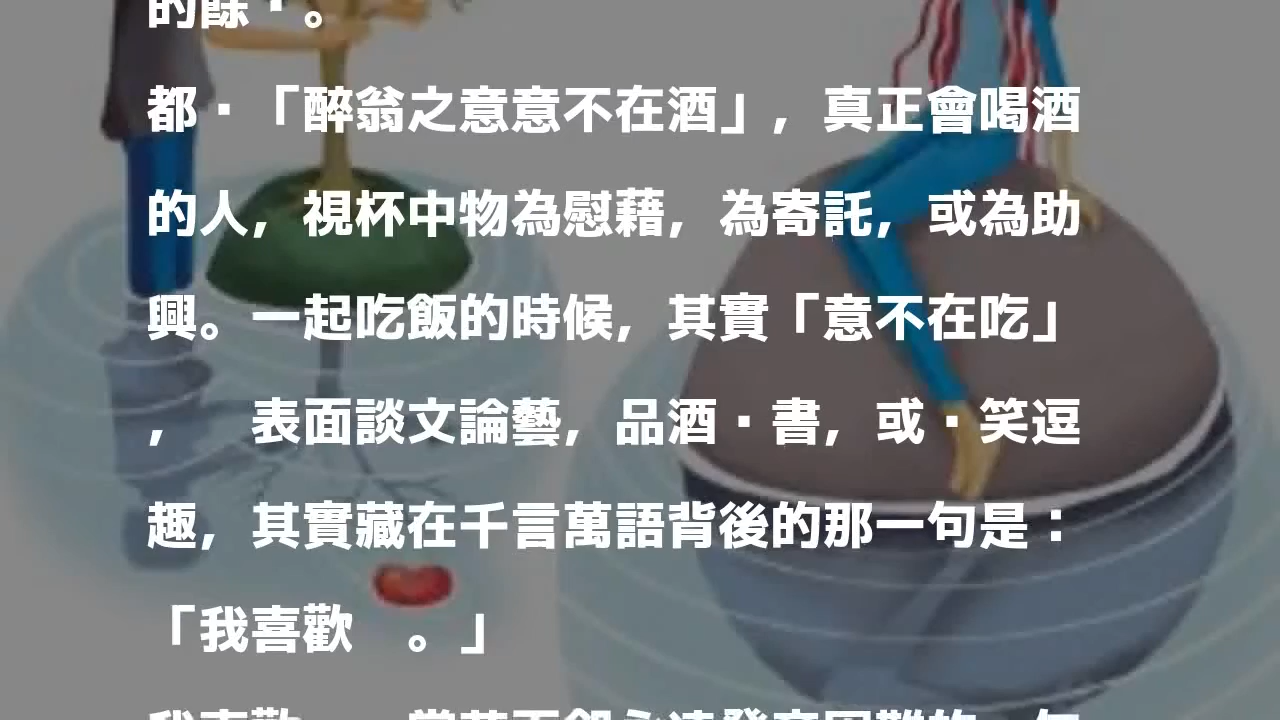 的餘·。
都·「醉翁之意意不在酒」，真正會喝酒
的人，視杯中物為慰藉，為寄託，或為助
興。一起吃飯的時候，其實「意不在吃」
，　表面談文論藝，品酒·書，或·笑逗
趣，其實藏在千言萬語背後的那一句是：
「我喜歡　。」